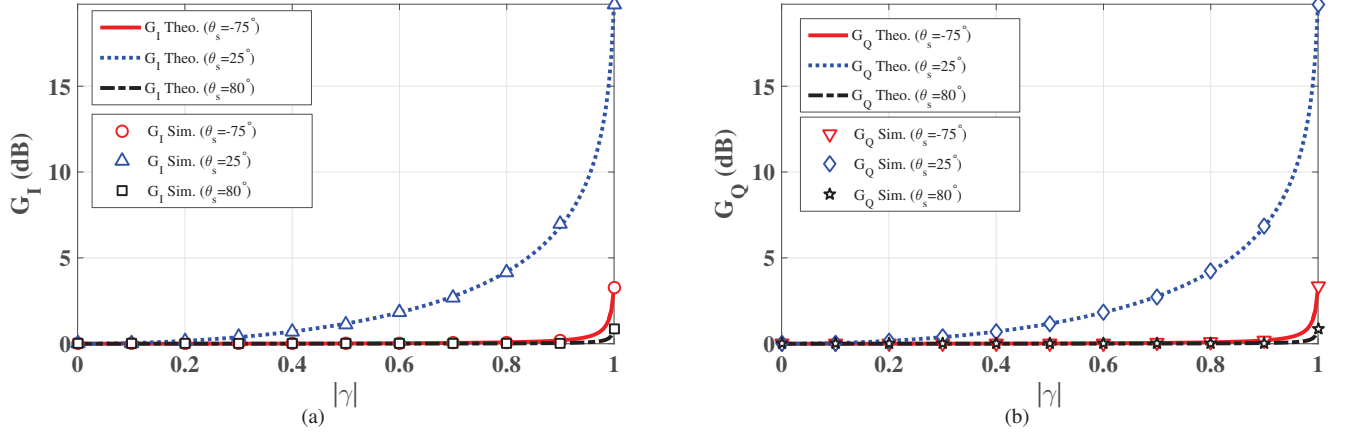 G_I Theo. (θ_s=-75°)
G_I Theo. (θ_s=25°)
G_I Theo. (θ_s=80°)
G_I Sim. (θ_s=-75°)
G_I Sim. (θ_s=25°)
G_I Sim. (θ_s=80°)
G_I (dB)
15
10
5
0
0 0.2 0.4 0.6 0.8 1
|γ|
(a)
G_Q Theo. (θ_s=-75°)
G_Q Theo. (θ_s=25°)
G_Q Theo. (θ_s=80°)
G_Q Sim. (θ_s=-75°)
G_Q Sim. (θ_s=25°)
G_Q Sim. (θ_s=80°)
G_Q (dB)
15
10
5
0
0 0.2 0.4 0.6 0.8 1
|γ|
(b)